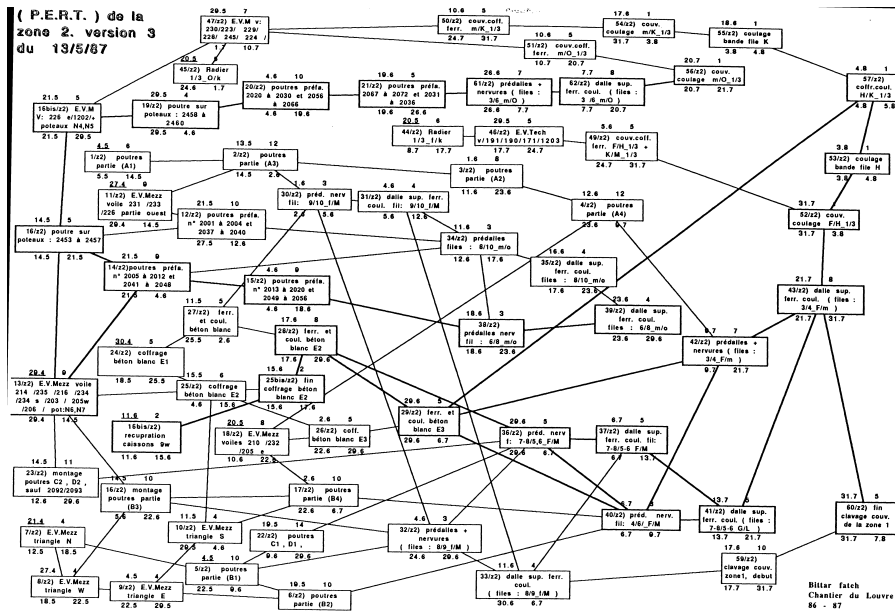 ( P.E.R.T. ) de la
zone 2. version 3
du 13/5/87
29.5 7
47/z2) E.V.M v:
230/223/ 229/
228/ 245/ 224 /
1.7 10.7
10.6 5
50/z2) couv.coff.
ferr. m/K_1/3
24.7 31.7
17.6 1
54/z2) couv.
coulage m/K_1/3
31.7 3.8
18.6 1
55/z2) coulage
bande file K
3.8 4.8
10.6 5
51/z2) couv.coff.
ferr. m/O_1/3
10.7 20.7
20.7 1
56/z2) couv.
coulage m/O_1/3
20.7 21.7
4.8 1
57/z2)
coffr.coul.
H/K_1/3
4.8 5.8
20.5 5
45/z2) Radier
1/3_O/k
24.6 1.7
21.5 5
16bis/z2) E.V.M
V: 226 e/1202/+
poteaux N4,N5
21.5 29.5
29.5 4
19/z2) poutre sur
poteaux : 2458 à
2460
29.5 4.6
4.6 10
20/z2) poutres préfa.
2020 à 2030 e 2056
à 2066
4.6 19.6
19.6 5
21/z2) poutres préfa.
2067 à 2072 e 2031
à 2036
19.6 26.6
26.6 7
61/z2) prédalles +
nervures ( files :
3/6_m/O )
26.6 7.7
7.7 8
62/z2) dalle sup.
ferr. coul. ( files
: 3 /6_m/O )
7.7 20.7
20.5 6
44/z2) Radier
1/3_f/k
8.7 17.7
29.5 5
46/z2) E.V.Tech
v/191/190/171/1203
17.7 24.7
5.6 5
49/z2) couv.coff.
ferr. F/H_1/3 +
K/M_1/3
24.7 31.7
3.8 1
53/z2) coulage
bande file H
3.8 4.8
4.5 6
1/z2) poutres
partie (A1)
5.5 14.5
13.5 12
2/z2) poutres
partie (A3)
14.5 2.6
1.6 8
3/z2) poutres
partie (A2)
11.6 23.6
27.4 9
11/z2) E.V.Mezz
voile 231 /233
/226 partie ouest
29.4 14.5
1.6 3
30/z2) préd. nerv
fil: 9/10_f/M
2.6 5.6
4.6 4
31/z2) dalle sup. ferr.
coul. fil: 9/10_f/M
5.6 12.6
12.6 12
4/z2) poutres
partie (A4)
23.6 9.7
31.7 1
52/z2) couv.
coulage F/H_1/3
31.7 3.8
14.5 5
16/z2) poutre sur
poteaux : 2453 à 2457
14.5 21.5
21.5 10
12/z2) poutres préfa.
n° 2001 à 2004 et
2037 à 2040
27.5 12.6
11.6 3
34/z2) prédalles
files : 8/10_m/o
12.6 17.6
21.5 9
14/z2)poutres préfa.
n° 2005 à 2012 et
2041 à 2048
21.5 4.6
4.6 9
15/z2) poutres préfa.
n° 2013 à 2020 et
2049 à 2056
4.6 18.6
16.6 4
35/z2) dalle sup.
ferr. coul.
files : 8/10_m/o
17.6 23.6
21.7 8
43/z2) dalle sup.
ferr. coul. ( files :
3/4_F/m )
21.7 31.7
11.5 5
27/z2) ferr.
et coul.
béton blanc
25.5 2.6
17.6 8
28/z2) ferr. et
coul béton
blanc E2
17.6 29.6
18.6 3
38/z2)
prédalles nerv
fil : 6/8 m/o
18.6 23.6
23.6 4
39/z2) dalle sup.
ferr. coul.
files : 6/8_m/o
23.6 29.6
9.7 7
42/z2) prédalles +
nervures ( files :
3/4_F/m )
9.7 21.7
30.4 5
24/z2) coffrage
béton blanc E1
18.5 25.5
29.4 9
13/z2) E.V.Mezz voile
214 /235 /216 /234
/234 s /203 / 205w
/206 / pot:N6,N7
29.4 14.5
15.5 6
25/z2) coffrage
béton blanc E2
4.6 15.6
15.6 2
25bis/z2) fin
coffrage béton
blanc E2
15.6 17.6
11.6 2
16bis/z2)
recupration
caissons 9w
11.6 15.6
20.5 8
18/z2) E.V.Mezz
voiles 210 /232
/205 e
10.6 22.6
5
26/z2) coff.
béton blanc E3
22.6 29.6
29.6 5
29/z2) ferr. et
coul. béton
blanc E3
29.6 6.7
29.6 5
36/z2) préd. nerv
f: 7-8/5,6_F/M
29.6 6.7
6.7 5
37/z2) dalle sup.
ferr. coul. fil:
7-8/5-6 F/M
6.7 13.7
14.5 11
23/z2) montage
poutres C2 , D2 ,
sauf 2092/2093
12.6 29.6
14.5 10
16/z2) montage
poutres partie
(B3)
5.6 22.6
2.6 10
17/z2) poutres
partie (B4)
22.6 6.7
6.7 3
40/z2) préd. nerv.
fil: 4/6/_F/M
6.7 9.7
13.7 5
41/z2) dalle sup.
ferr. coul. ( files :
7-8/5-6 G/L )
13.7 21.7
31.7 5
60/z2) fin
clavage couv.
de la zone 1
31.7 7.8
21.4 4
7/z2) E.V.Mezz
triangle N
12.5 18.5
11.5 4
10/z2) E.V.Mezz
triangle S
29.5 4.6
19.5 14
22/z2) poutres
C1 , D1 ,
9.6 29.6
4.6 3
32/z2) prédalles +
nervures
( files : 8/9_f/M )
24.6 29.6
27.4 4
8/z2) E.V.Mezz
triangle W
18.5 22.5
4.5 4
9/z2) E.V.Mezz
triangle E
22.5 29.5
4.5 10
5/z2) poutres
partie (B1)
22.5 9.6
19.5 10
6/z2) poutres
partie (B2)
11.6 4
33/z2) dalle sup. ferr.
coul.
( files : 8/9_f/M )
30.6 6.7
17.6 10
59/z2)
clavage couv.
zone1, debut
17.7 31.7
Bittar fatch
Chantier du Louvre
86 - 87